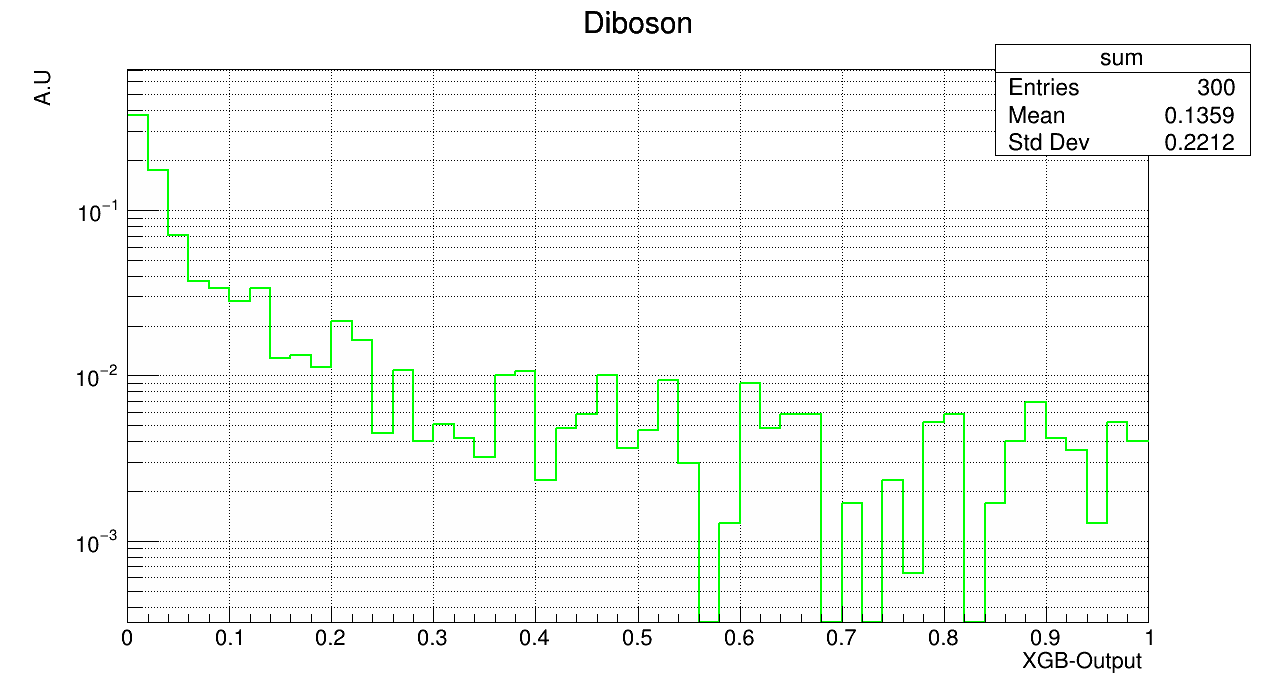 Diboson
A.U
sum
Entries 300
Mean 0.1359
Std Dev 0.2212
10⁻¹
10⁻²
10⁻³
0 0.1 0.2 0.3 0.4 0.5 0.6 0.7 0.8 0.9 1
XGB-Output